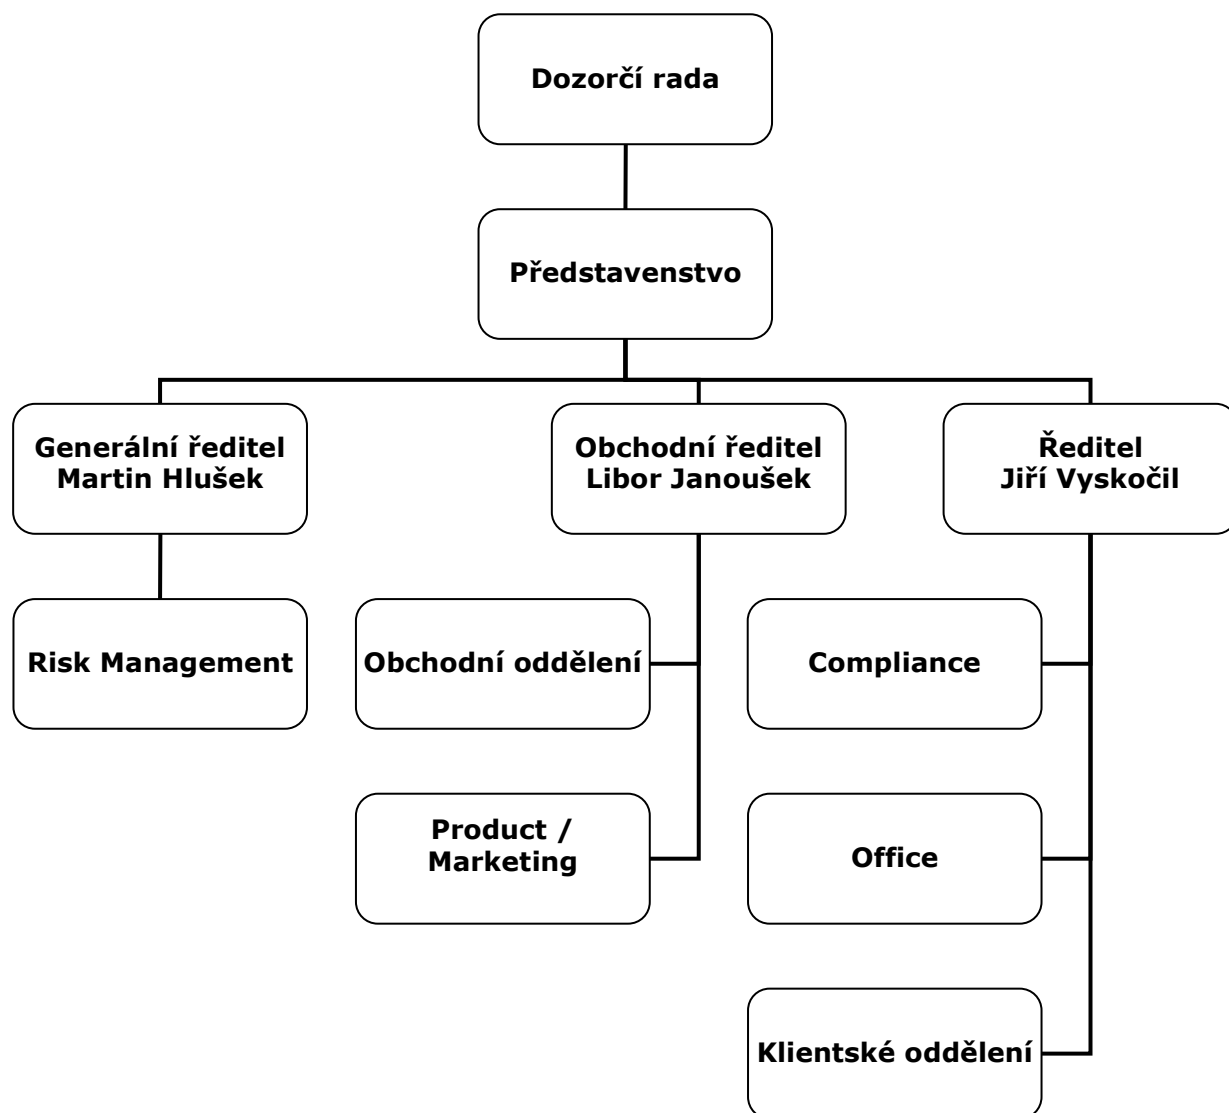 Dozorčí rada
Představenstvo
Generální ředitel
Martin Hlušek
Obchodní ředitel
Libor Janoušek
Ředitel
Jiří Vyskočil
Risk Management
Obchodní oddělení
Compliance
Product /
Marketing
Office
Klientské oddělení